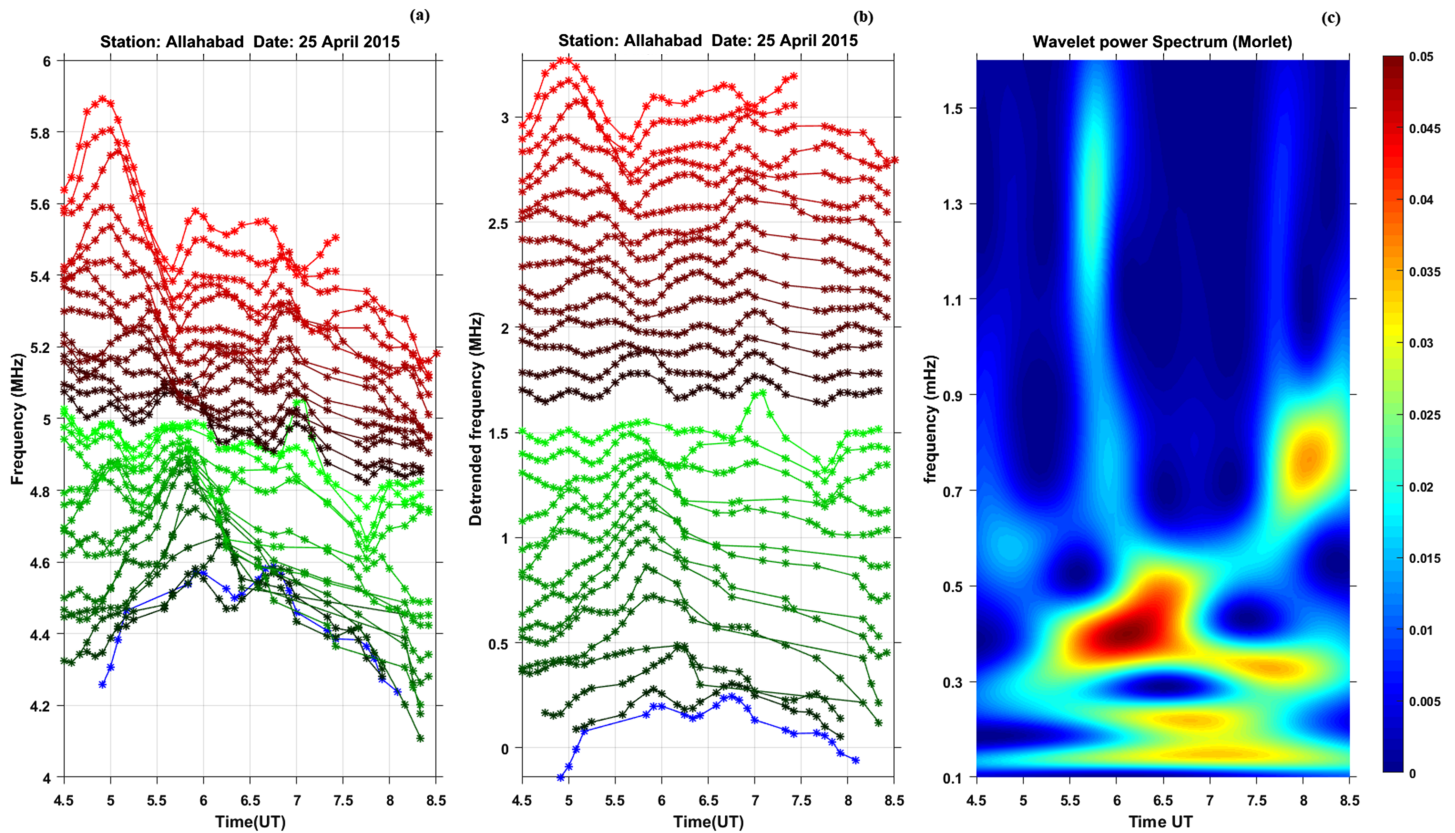 (a)
Station: Allahabad Date: 25 April 2015
6
5.8
5.6
5.4
5.2
5
4.8
4.6
4.4
4.2
4
Frequency (MHz)
4.5 5 5.5 6 6.5 7 7.5 8 8.5
Time(UT)
(b)
Station: Allahabad Date: 25 April 2015
3
2.5
2
1.5
1
0.5
0
Detrended frequency (MHz)
4.5 5 5.5 6 6.5 7 7.5 8 8.5
Time(UT)
(c)
Wavelet power Spectrum (Morlet)
1.5
1.3
1.1
0.9
0.7
0.5
0.3
0.1
frequency (mHz)
4.5 5 5.5 6 6.5 7 7.5 8 8.5
Time UT
0.05
0.045
0.04
0.035
0.03
0.025
0.02
0.015
0.01
0.005
0